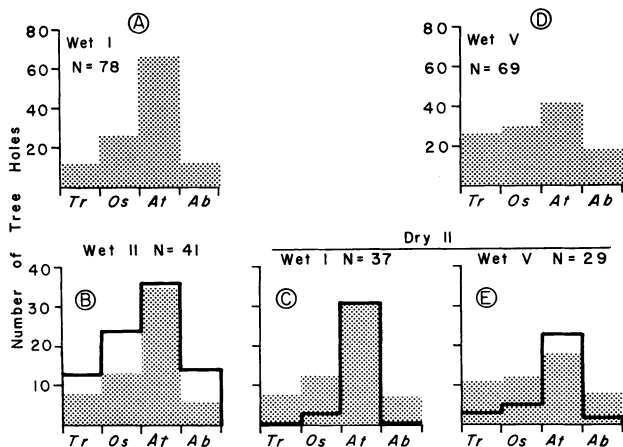 Number of Tree Holes
Ⓐ
Wet I
N = 78
80
60
40
20
Tr Os At Ab
Ⓓ
Wet V
N = 69
80
60
40
20
Tr Os At Ab
Wet II N = 41
Ⓑ
40
30
20
10
Tr Os At Ab
Dry II
Wet I N = 37
Ⓒ
Tr Os At Ab
Wet V N = 29
Ⓔ
Tr Os At Ab